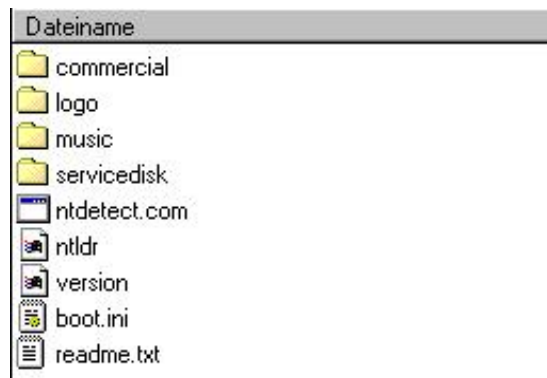 Dateiname
commercial
logo
music
servicedisk
ntdetect.com
ntldr
version
boot.ini
readme.txt